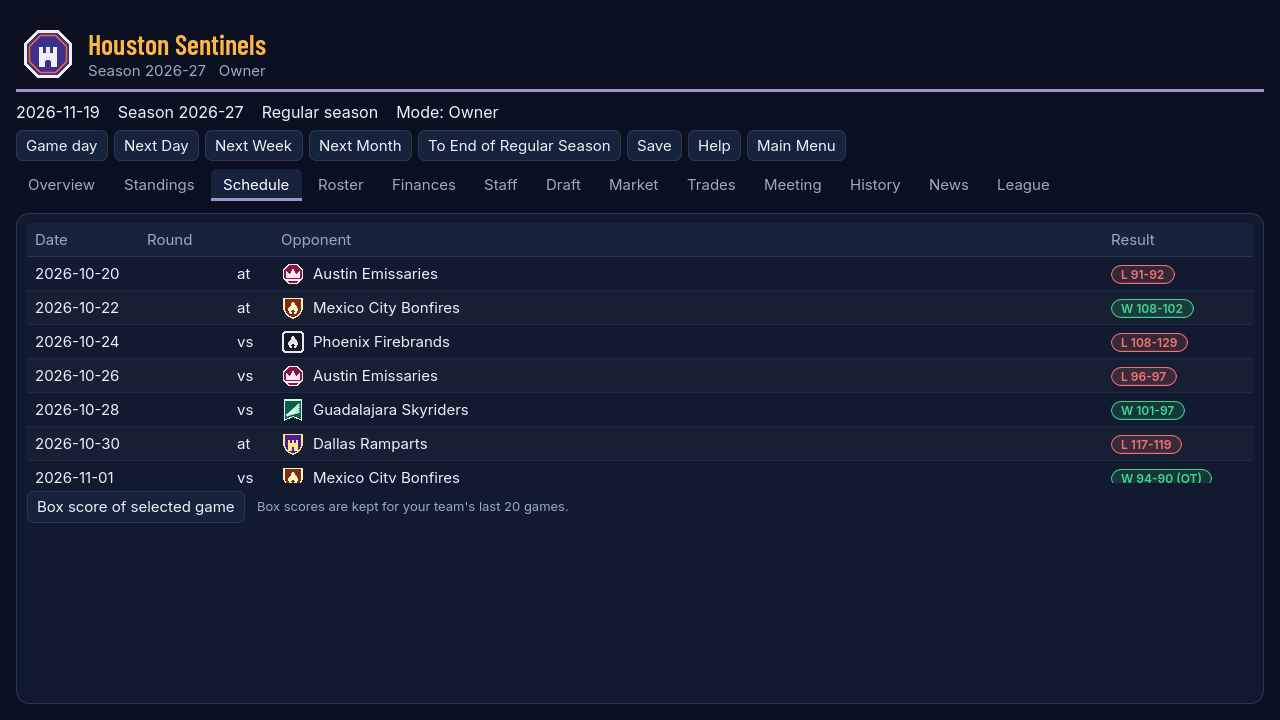 Houston Sentinels
Season 2026-27 Owner
2026-11-19 Season 2026-27 Regular season Mode: Owner
Game day Next Day Next Week Next Month To End of Regular Season Save Help Main Menu
Overview Standings Schedule Roster Finances Staff Draft Market Trades Meeting History News League
Date Round Opponent Result
2026-10-20 at Austin Emissaries L 91-92
2026-10-22 at Mexico City Bonfires W 108-102
2026-10-24 vs Phoenix Firebrands L 108-129
2026-10-26 vs Austin Emissaries L 96-97
2026-10-28 vs Guadalajara Skyriders W 101-97
2026-10-30 at Dallas Ramparts L 117-119
2026-11-01 vs Mexico City Bonfires W 94-90 (OT)
Box score of selected game Box scores are kept for your team's last 20 games.